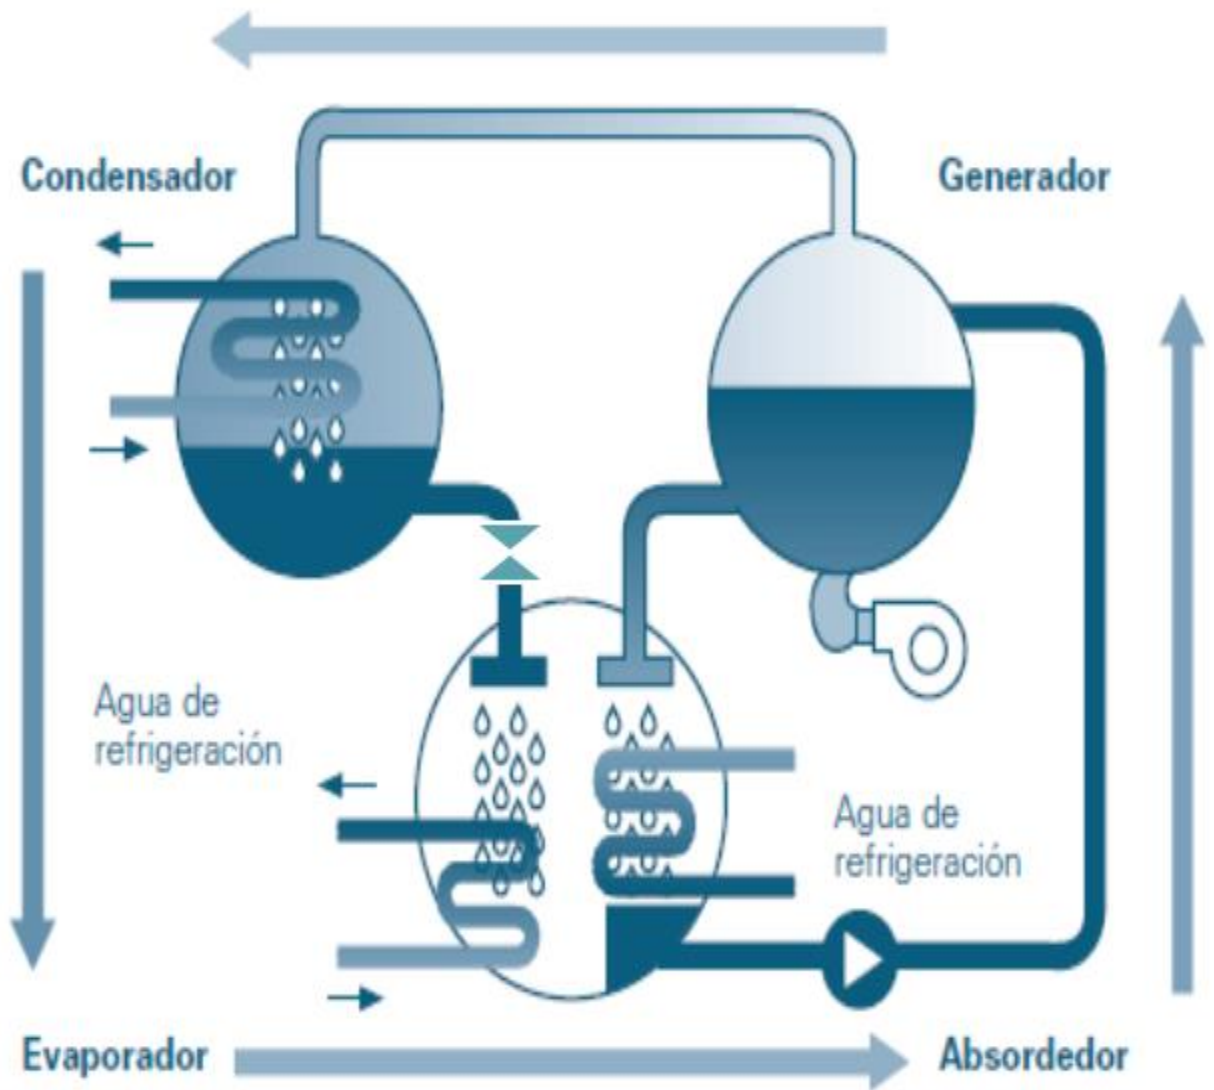 Condensador
Generador
Agua de
refrigeración
Agua de
refrigeración
Evaporador
Absordedor